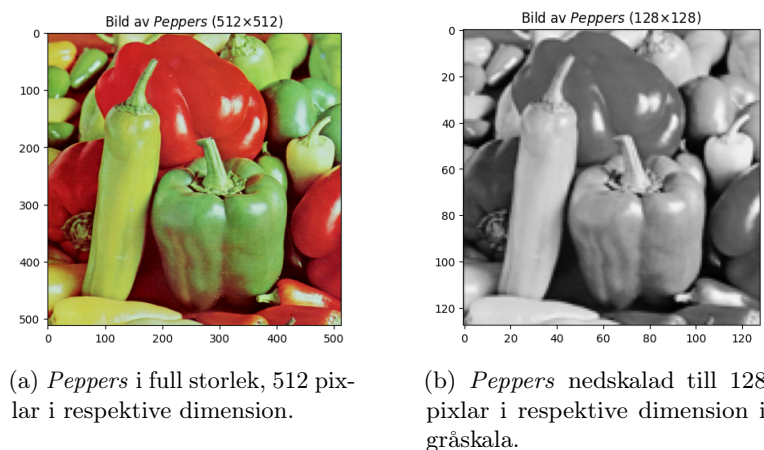 Bild av Peppers (512×512)
0
100
200
300
400
500
0 100 200 300 400 500
(a) Peppers i full storlek, 512 pix-
lar i respektive dimension.
Bild av Peppers (128×128)
0
20
40
60
80
100
120
0 20 40 60 80 100 120
(b) Peppers nedskalad till 128
pixlar i respektive dimension i
gråskala.